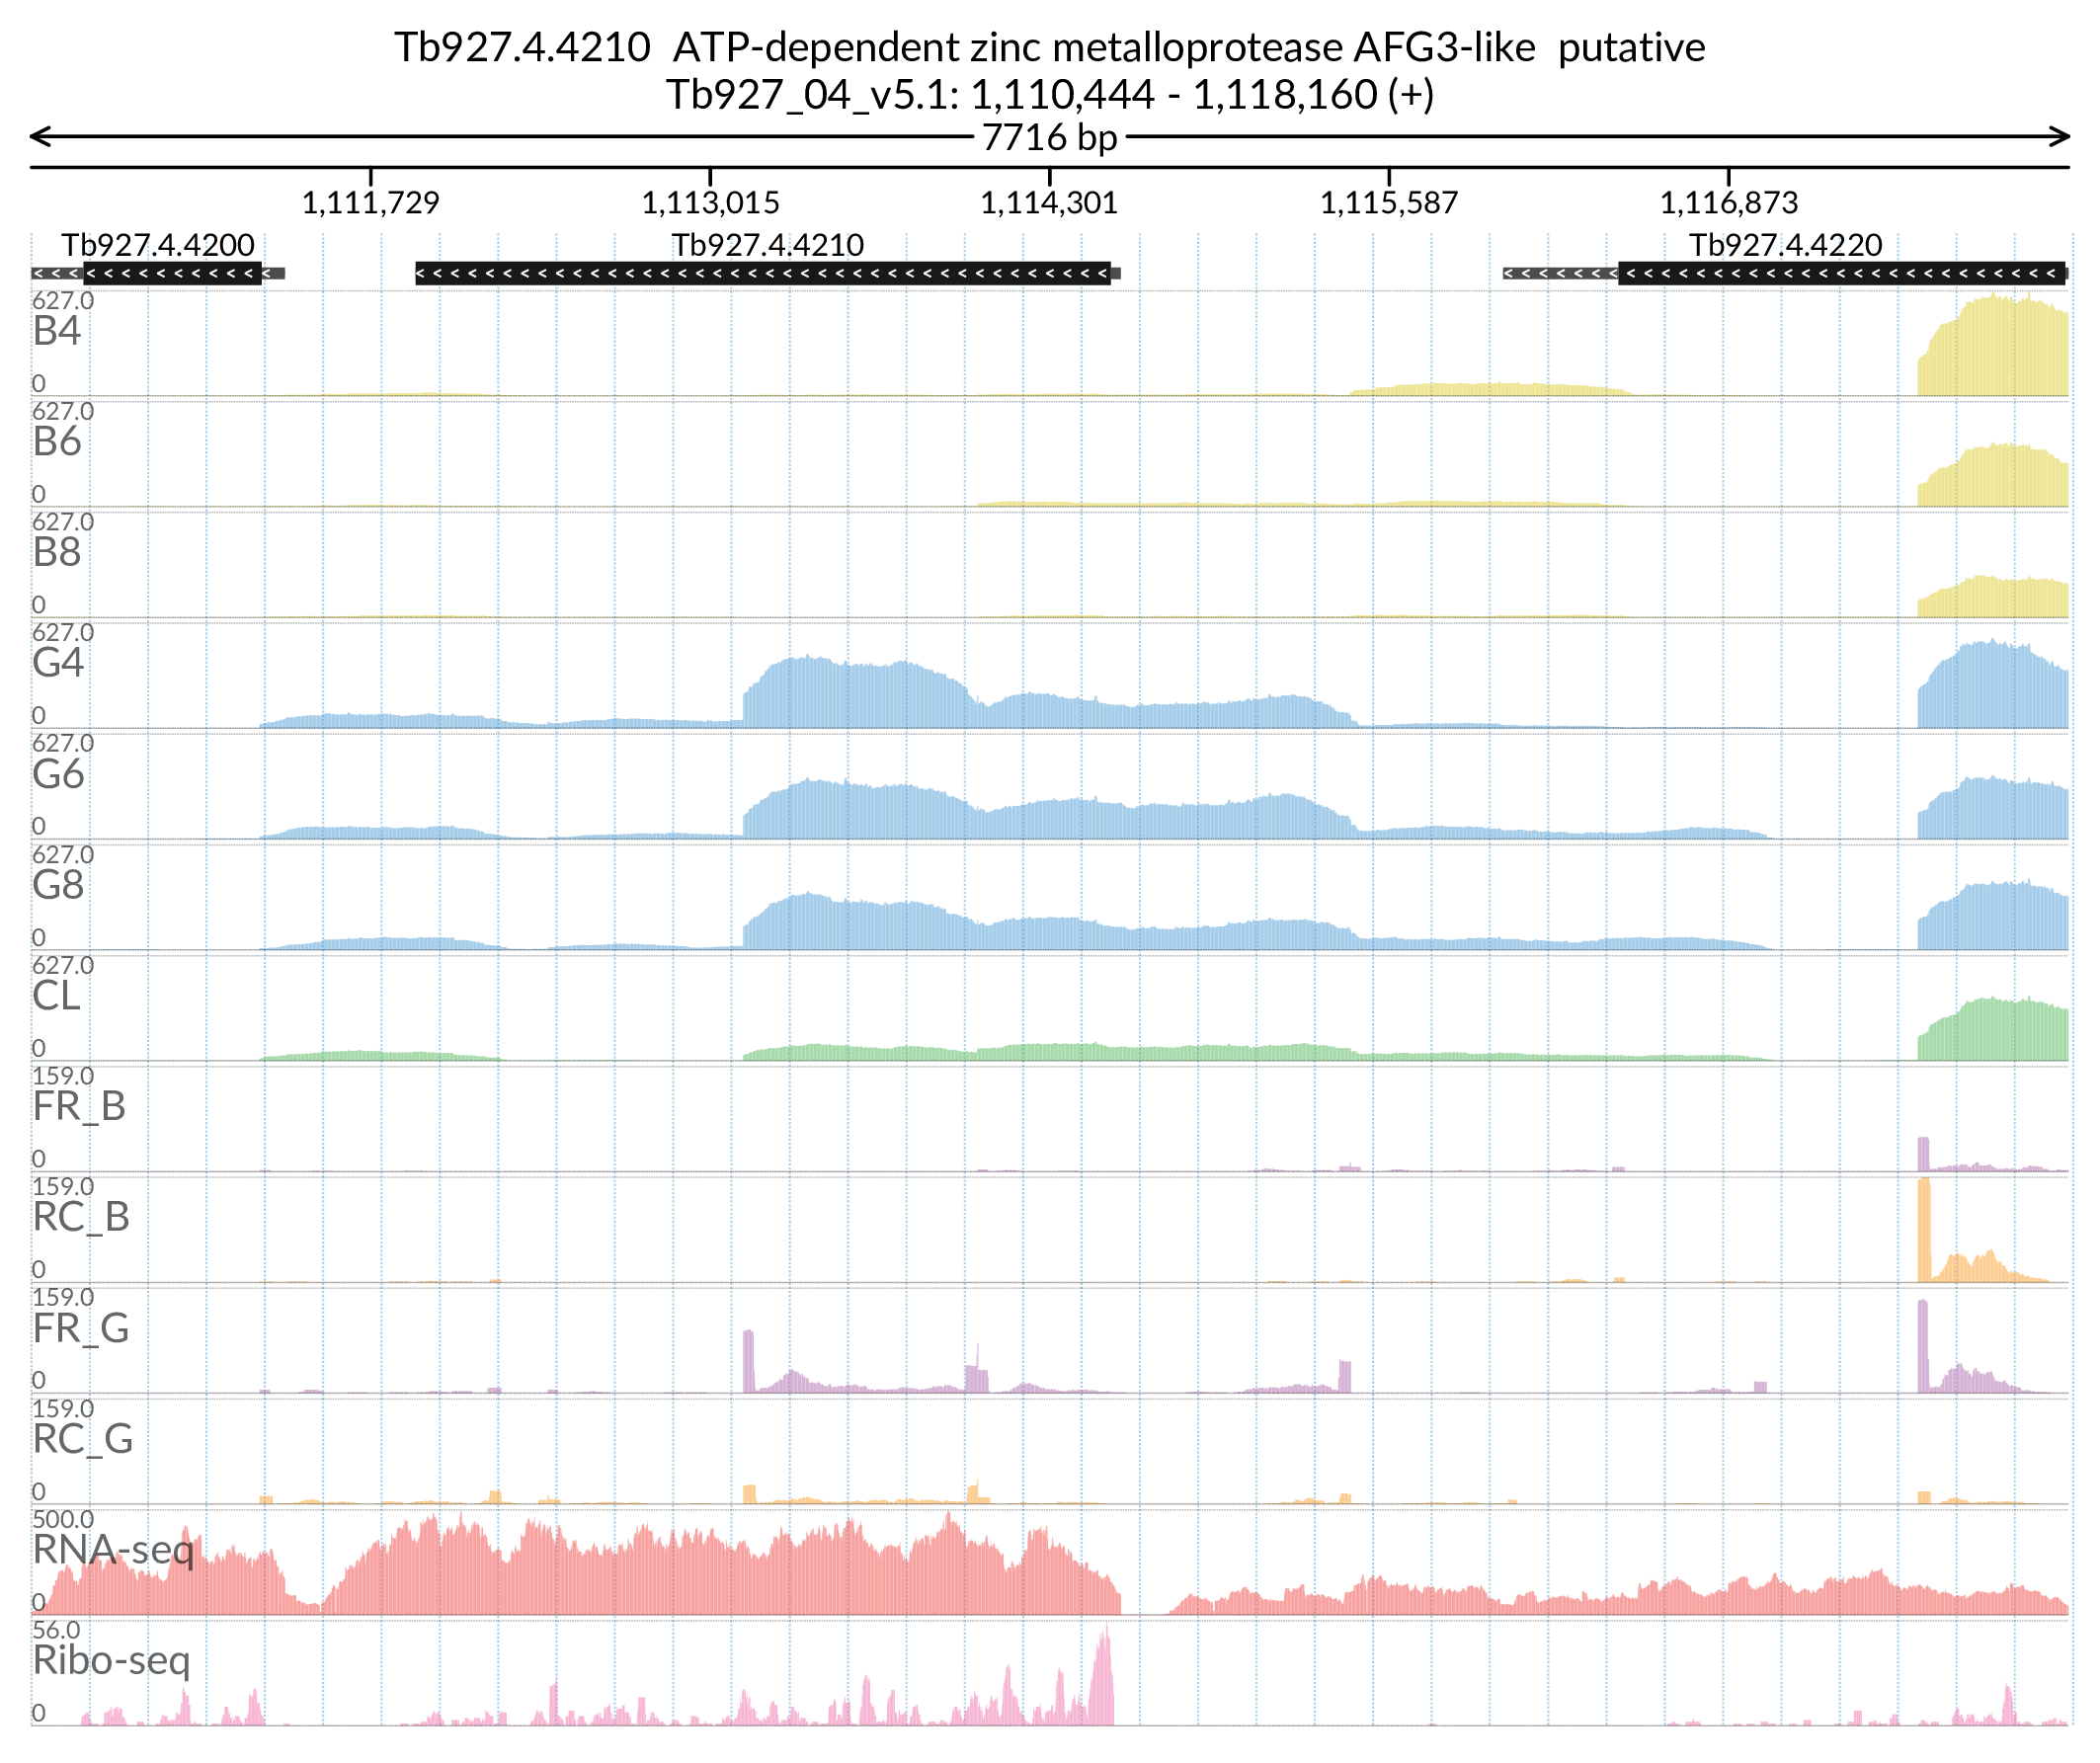 Tb927.4.4210  ATP-dependent zinc metalloprotease AFG3-like  putative
Tb927_04_v5.1: 1,110,444 - 1,118,160 (+)
7716 bp
1,111,729 1,113,015 1,114,301 1,115,587 1,116,873
Tb927.4.4200 Tb927.4.4210 Tb927.4.4220
627.0
B4
0
627.0
B6
0
627.0
B8
0
627.0
G4
0
627.0
G6
0
627.0
G8
0
627.0
CL
0
159.0
FR_B
0
159.0
RC_B
0
159.0
FR_G
0
159.0
RC_G
0
500.0
RNA-seq
0
56.0
Ribo-seq
0